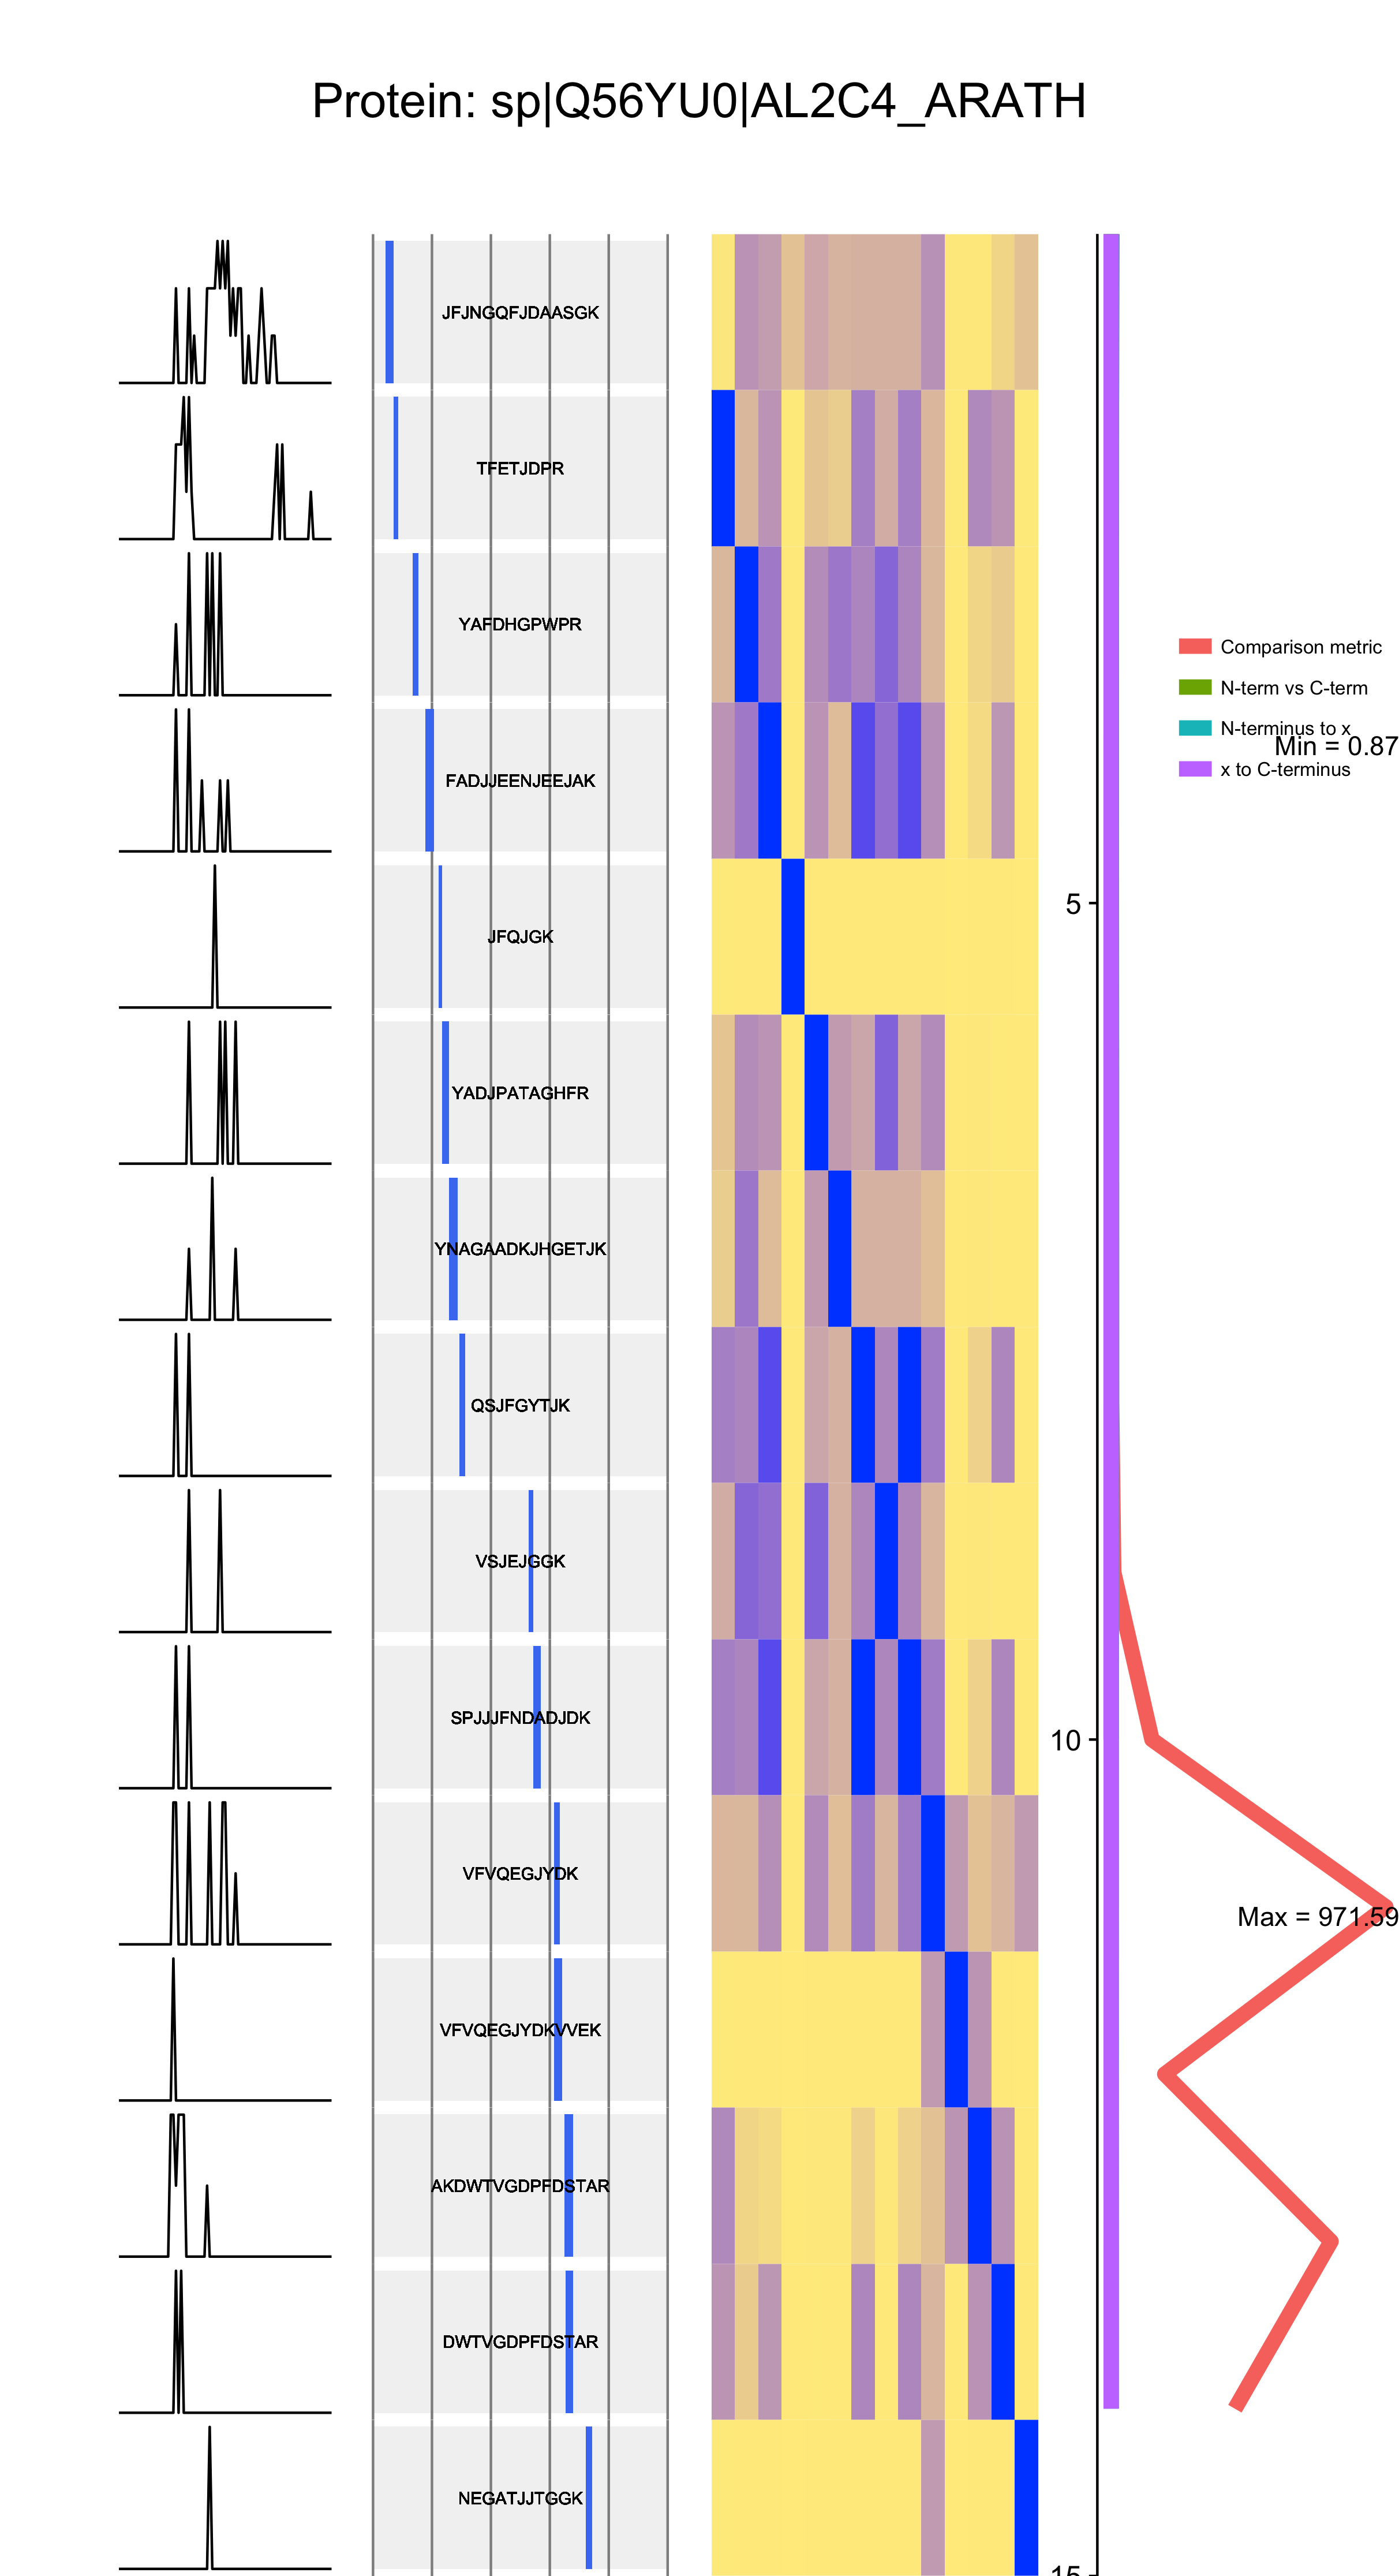 Protein: sp|Q56YU0|AL2C4_ARATH
JFJNGQFJDAASGK
TFETJDPR
YAFDHGPWPR
Comparison metric
N-term vs C-term
N-terminus to x
Min = 0.87
x to C-terminus
FADJJEENJEEJAK
5
JFQJGK
YADJPATAGHFR
YNAGAADKJHGETJK
QSJFGYTJK
VSJEJGGK
SPJJJFNDADJDK
10
VFVQEGJYDK
Max = 971.59
VFVQEGJYDKVVEK
AKDWTVGDPFDSTAR
DWTVGDPFDSTAR
NEGATJJTGGK
15